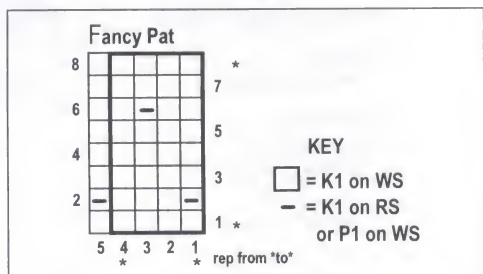 Fancy Pat
8 *
7
6
5
4
3
2
1 *
5 4 3 2 1
* * rep from *to*
KEY
= K1 on WS
= K1 on RS
or P1 on WS